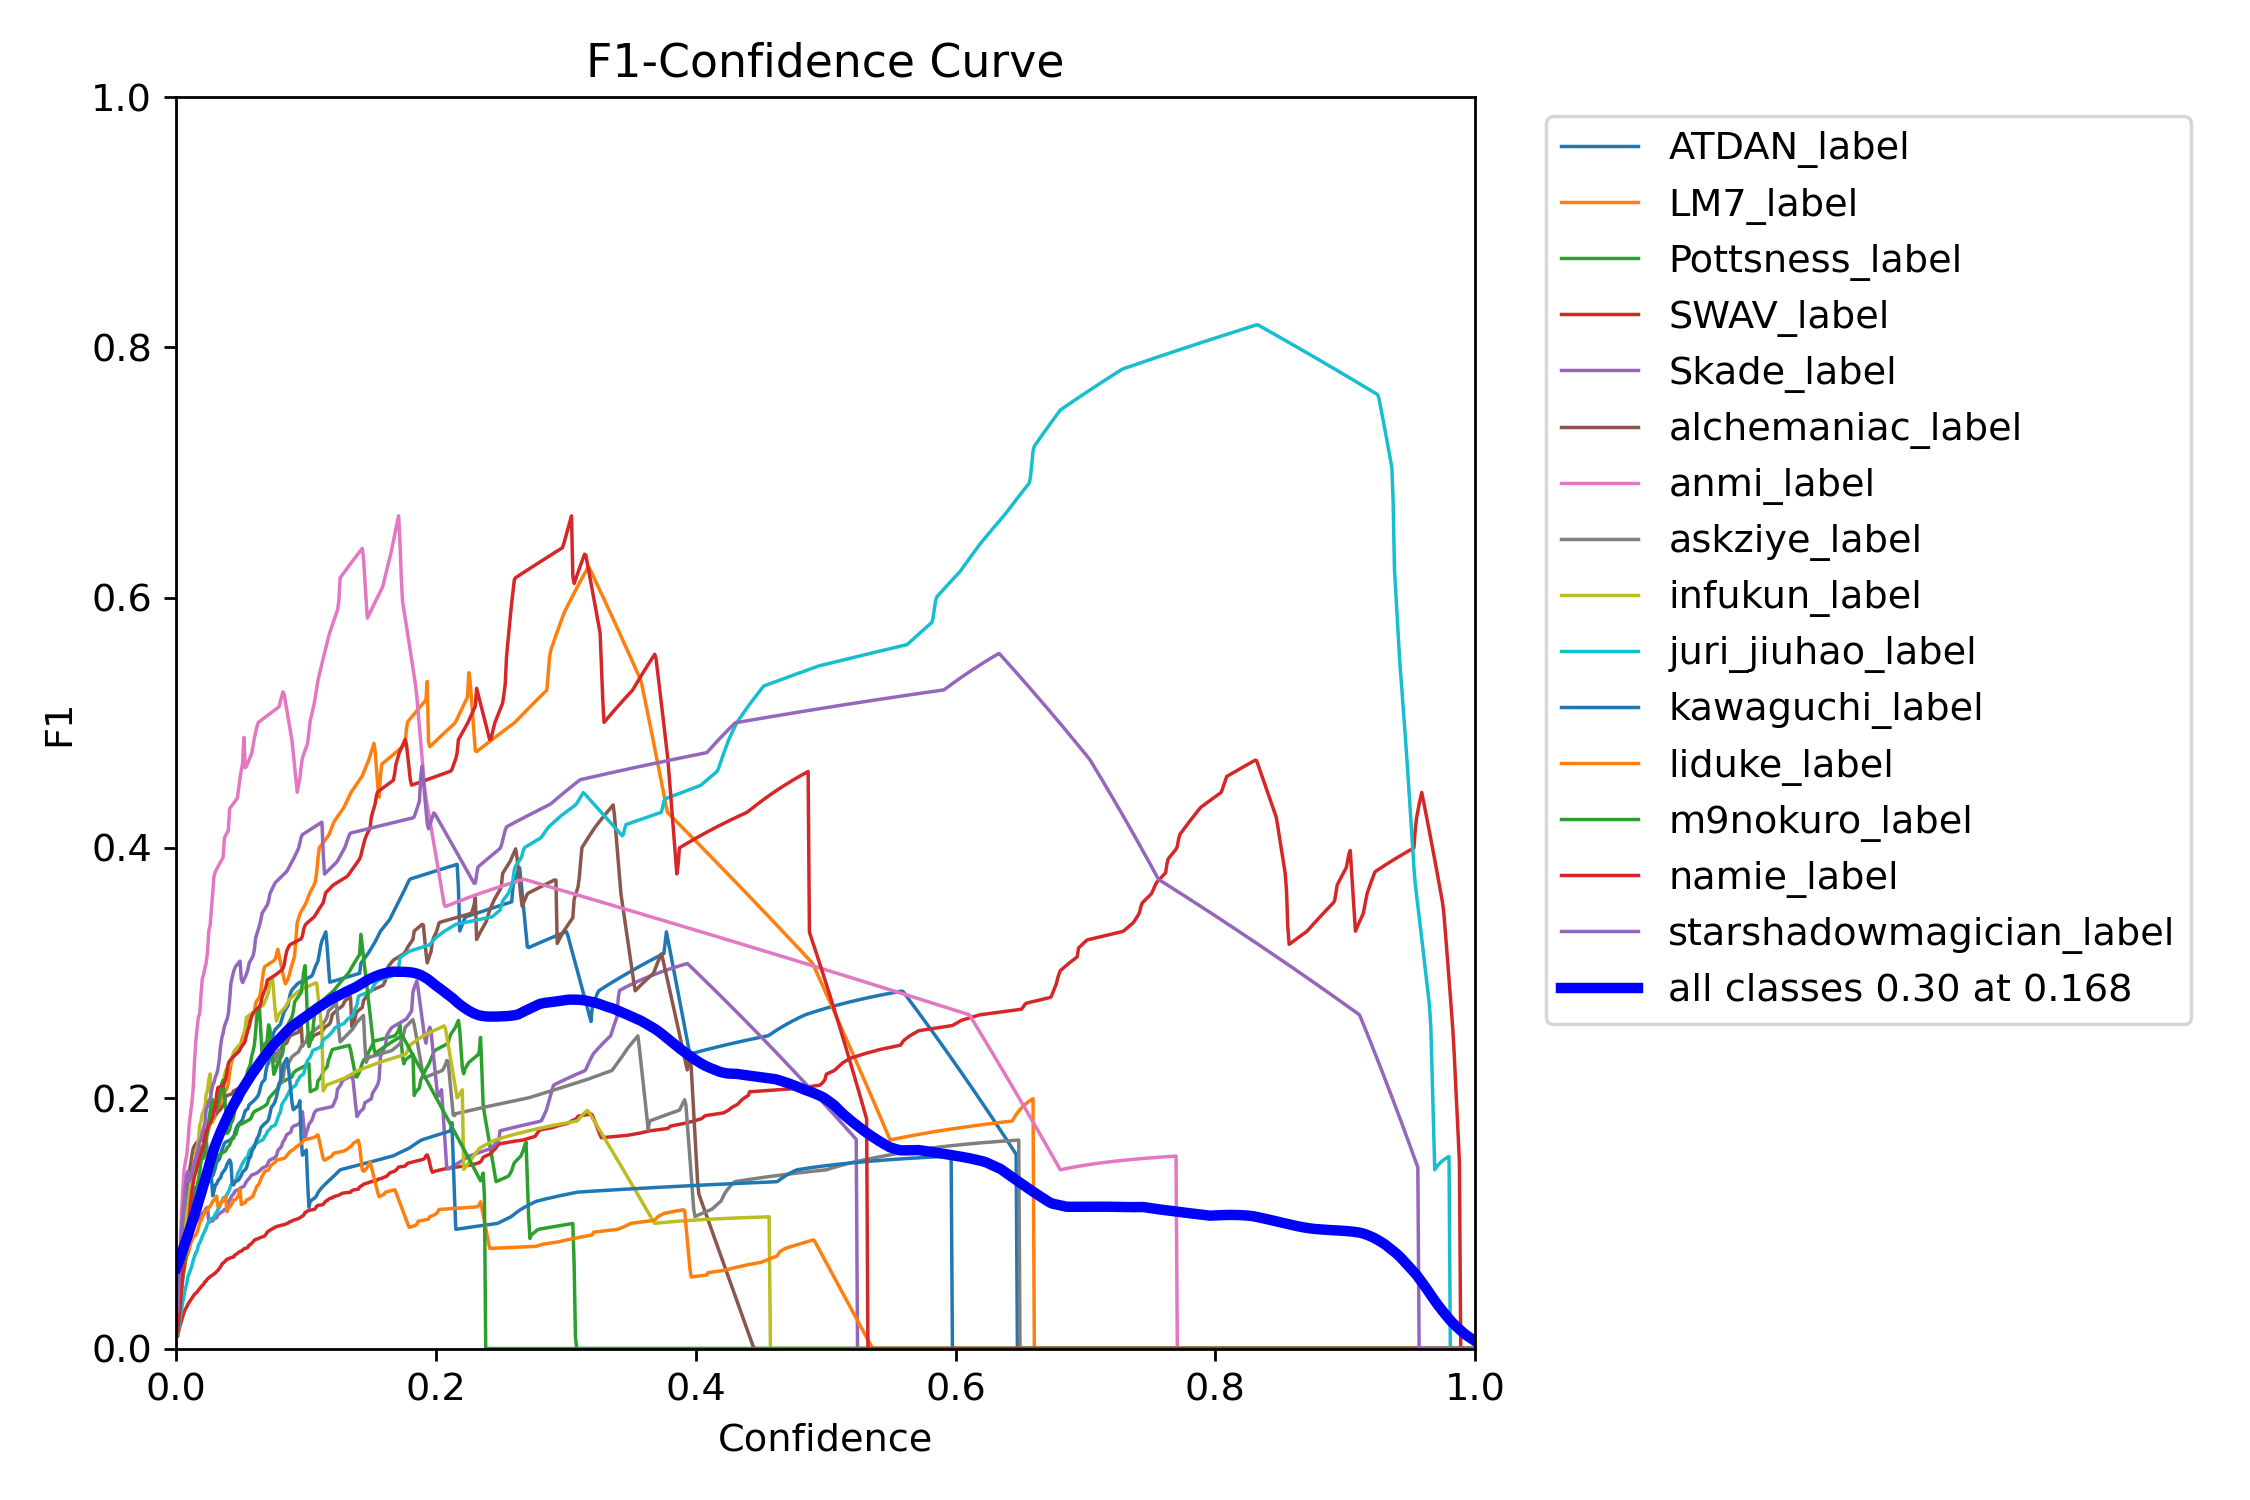 F1-Confidence Curve
1.0
0.8
0.6
0.4
0.2
0.0
F1
0.0 0.2 0.4 0.6 0.8 1.0
Confidence
ATDAN_label
LM7_label
Pottsness_label
SWAV_label
Skade_label
alchemaniac_label
anmi_label
askziye_label
infukun_label
juri_jiuhao_label
kawaguchi_label
liduke_label
m9nokuro_label
namie_label
starshadowmagician_label
all classes 0.30 at 0.168